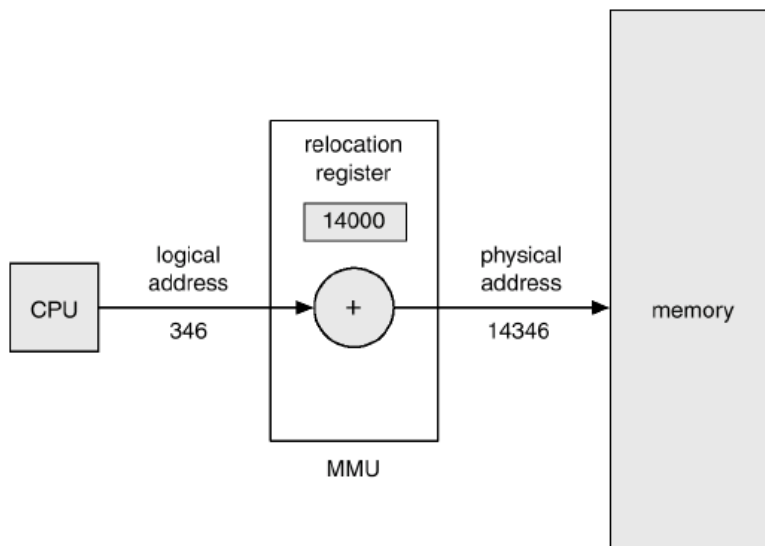 relocation
register
14000
logical
address
346
CPU
+
physical
address
14346
memory
MMU